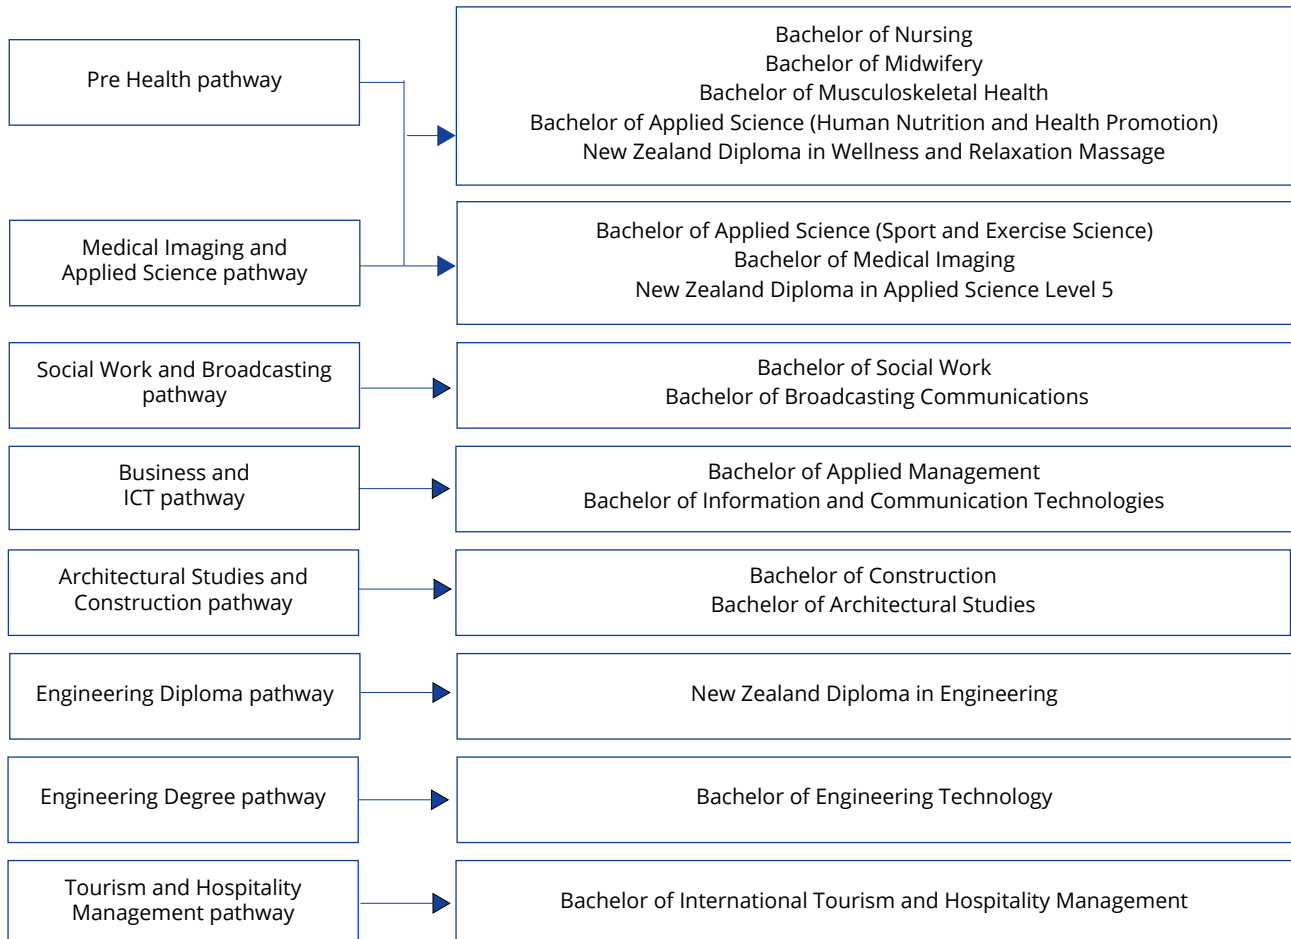 Pre Health pathway
Bachelor of Nursing
Bachelor of Midwifery
Bachelor of Musculoskeletal Health
Bachelor of Applied Science (Human Nutrition and Health Promotion)
New Zealand Diploma in Wellness and Relaxation Massage
Medical Imaging and
Applied Science pathway
Bachelor of Applied Science (Sport and Exercise Science)
Bachelor of Medical Imaging
New Zealand Diploma in Applied Science Level 5
Social Work and Broadcasting
pathway
Bachelor of Social Work
Bachelor of Broadcasting Communications
Business and
ICT pathway
Bachelor of Applied Management
Bachelor of Information and Communication Technologies
Architectural Studies and
Construction pathway
Bachelor of Construction
Bachelor of Architectural Studies
Engineering Diploma pathway
New Zealand Diploma in Engineering
Engineering Degree pathway
Bachelor of Engineering Technology
Tourism and Hospitality
Management pathway
Bachelor of International Tourism and Hospitality Management